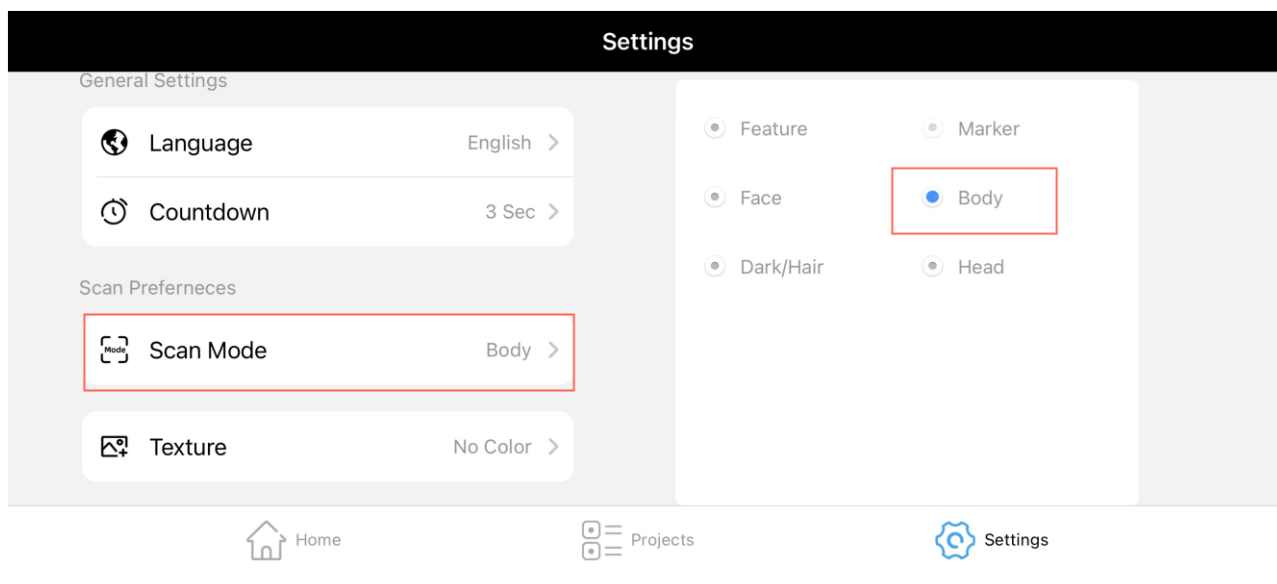 Settings
General Settings
Language English
Countdown 3 Sec
Scan Preferneces
Mode Scan Mode Body
Texture No Color
Feature Marker
Face Body
Dark/Hair Head
Home Projects Settings